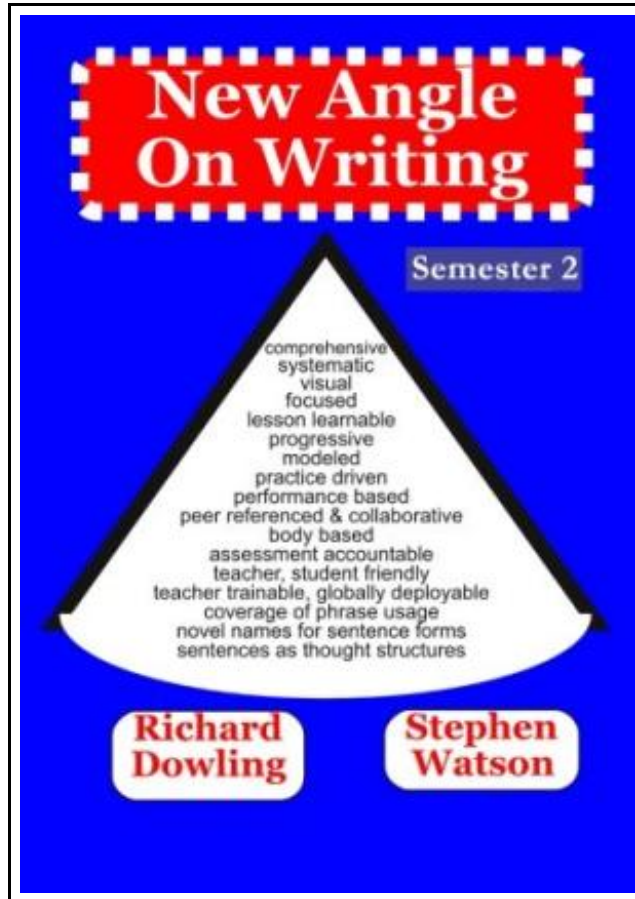 New Angle
On Writing
Semester 2
comprehensive
systematic
visual
focused
lesson learnable
progressive
modeled
practice driven
performance based
peer referenced & collaborative
body based
assessment accountable
teacher, student friendly
teacher trainable, globally deployable
coverage of phrase usage
novel names for sentence forms
sentences as thought structures
Richard
Dowling
Stephen
Watson